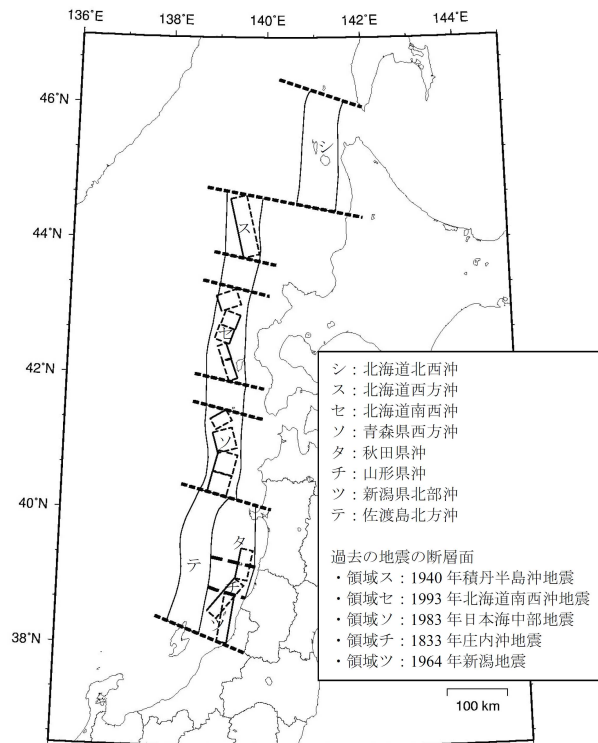 136˚E
138˚E
140˚E
142˚E
144˚E
46˚N
44˚N
42˚N
40˚N
38˚N
シ
ス
セ
ソ
タ
テ
チ
ツ
シ：北海道北西沖
ス：北海道西方沖
セ：北海道南西沖
ソ：青森県西方沖
タ：秋田県沖
チ：山形県沖
ツ：新潟県北部沖
テ：佐渡島北方沖
過去の地震の断層面
・領域ス：1940 年積丹半島沖地震
・領域セ：1993 年北海道南西沖地震
・領域ソ：1983 年日本海中部地震
・領域チ：1833 年庄内沖地震
・領域ツ：1964 年新潟地震
100 km